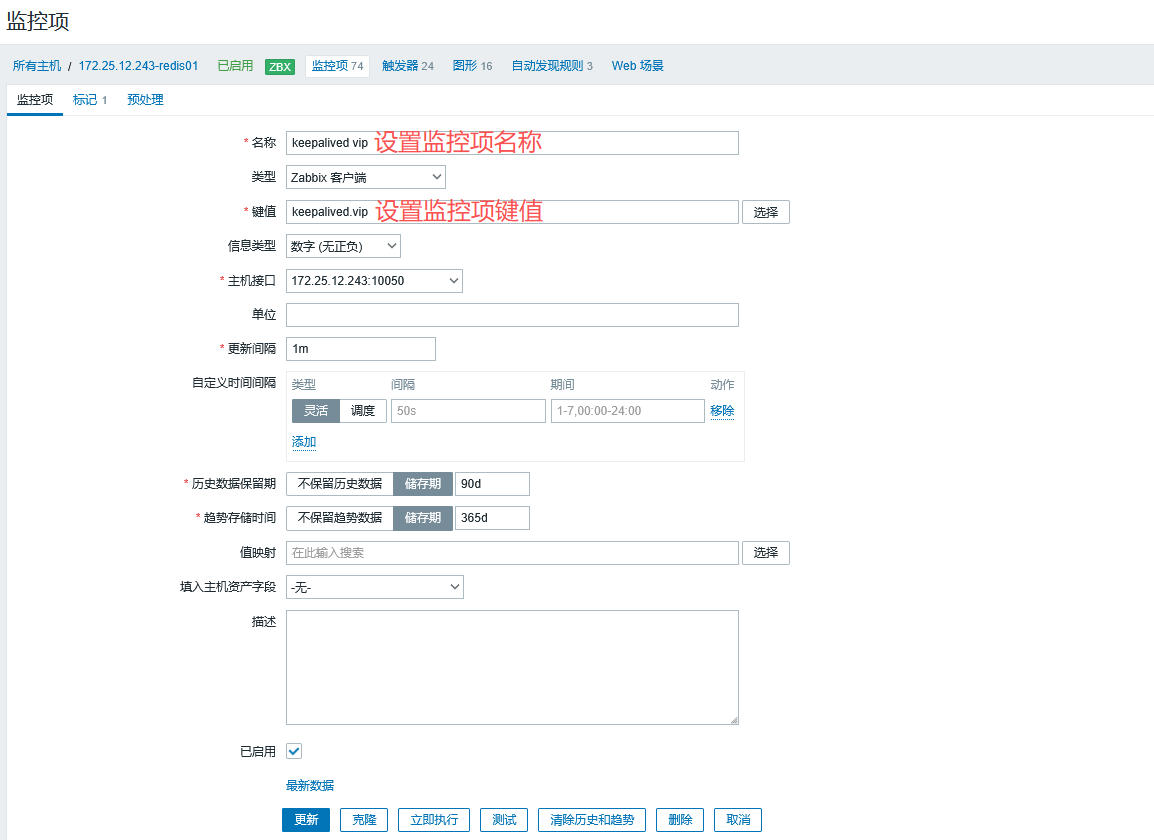 监控项
所有主机 / 172.25.12.243-redis01 已启用 ZBX 监控项 74 触发器 24 图形 16 自动发现规则 3 Web 场景
监控项 标记 1 预处理
* 名称 keepalived vip 设置监控项名称
类型 Zabbix 客户端
* 键值 keepalived.vip 设置监控项键值 选择
信息类型 数字 (无正负)
* 主机接口 172.25.12.243:10050
单位
* 更新间隔 1m
自定义时间间隔 类型 间隔 期间 动作
灵活 调度 50s 1-7,00:00-24:00 移除
添加
* 历史数据保留期 不保留历史数据 储存期 90d
* 趋势存储时间 不保留趋势数据 储存期 365d
值映射 在此输入搜索 选择
填入主机资产字段 -无-
描述
已启用
最新数据
更新 克隆 立即执行 测试 清除历史和趋势 删除 取消